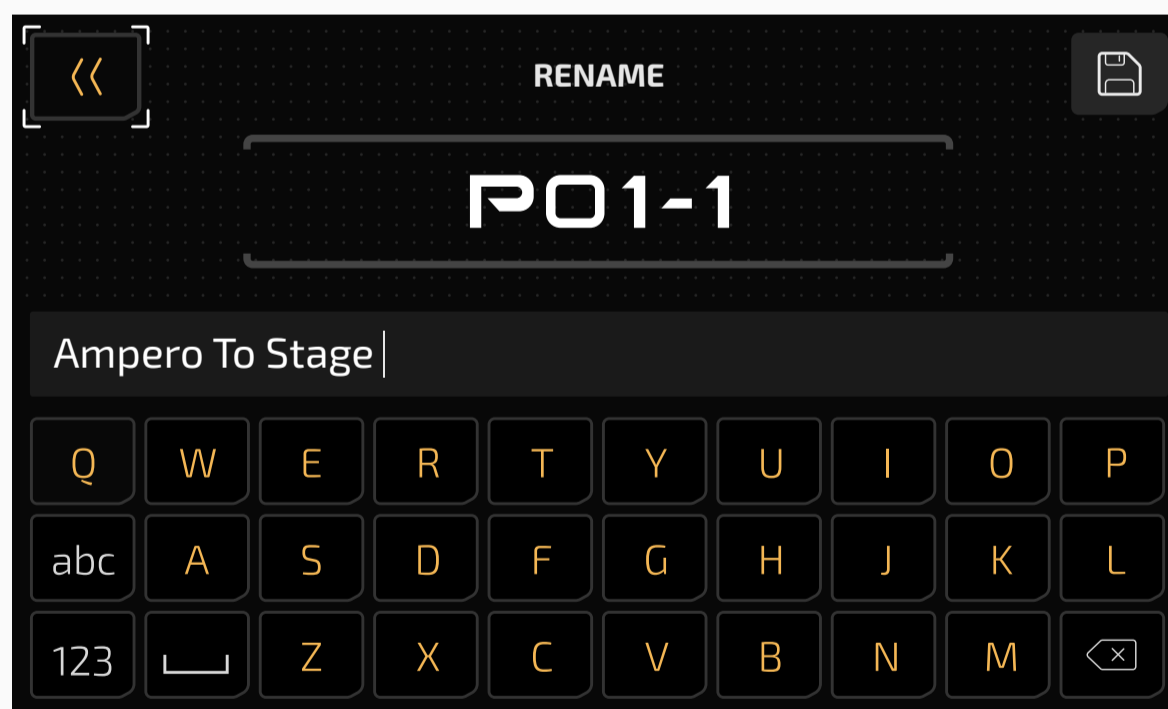 RENAME
P01-1
Ampero To Stage
Q W E R T Y U I O P
abc A S D F G H J K L
123 Z X C V B N M